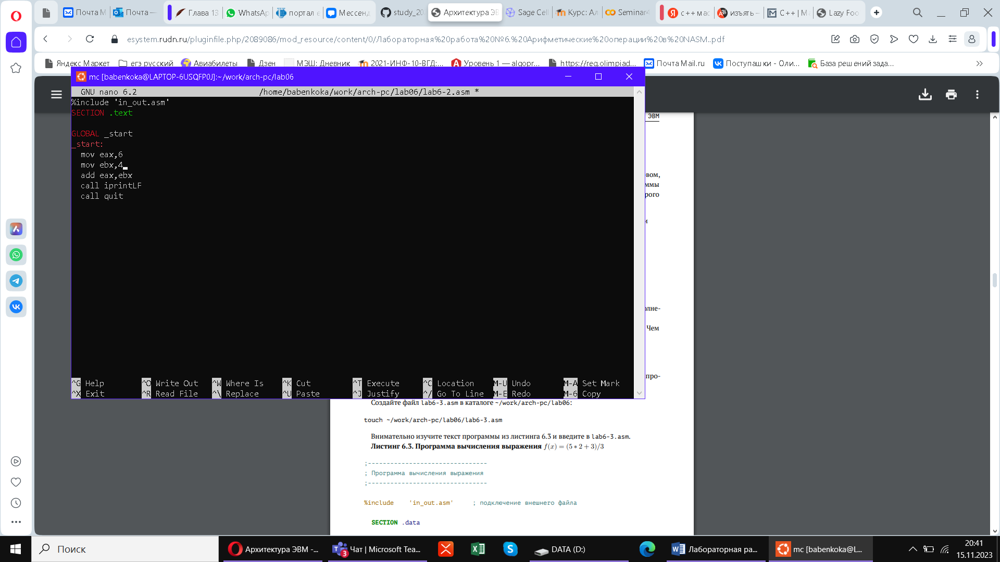 Почта М
Почта —
Глава 13
WhatsAp
портал е
Мессенд
study_20
Архитектура ЭВ
Sage Cel
Курс: Ал
Seminar4
с++ мас
изъять –
C++ | М
Lazy Foo
esystem.rudn.ru/pluginfile.php/2089086/mod_resource/content/0/Лабораторная%20работа%20№6.%20Арифметические%20операции%20в%20NASM..pdf
Яндекс Маркет
егэ русский
Авиабилеты
Дзен
МЭШ: Дневник
2021-ИНФ-10-ВГД:...
Уровень 1 — algopr...
https://reg.olimpiad...
Почта Mail.ru
Поступашки - Оли...
База решений зада...
mc [babenkoka@LAPTOP-6USQFP0J]:~/work/arch-pc/lab06
GNU nano 6.2 /home/babenkoka/work/arch-pc/lab06/lab6-2.asm *
%include 'in_out.asm'
SECTION .text
GLOBAL _start
_start:
mov eax,6
mov ebx,4
add eax,ebx
call iprintLF
call quit
^G Help ^O Write Out ^W Where Is ^K Cut ^T Execute ^C Location M-U Undo M-A Set Mark
^X Exit ^R Read File ^\ Replace ^U Paste ^J Justify ^/ Go To Line M-E Redo M-6 Copy
ЭВМ
вом,
ммы
рого
и
олне-
Чем
про-
Создайте файл lab6-3.asm в каталоге ~/work/arch-pc/lab06:
touch ~/work/arch-pc/lab06/lab6-3.asm
Внимательно изучите текст программы из листинга 6.3 и введите в lab6-3.asm.
Листинг 6.3. Программа вычисления выражения f(x) = (5 * 2 + 3)/3
;--------------------------------
; Программа вычисления выражения
;--------------------------------
%include 'in_out.asm' ; подключение внешнего файла
SECTION .data
Поиск
Архитектура ЭВМ -...
3
Чат | Microsoft Tea...
DATA (D:)
Лабораторная ра...
mc [babenkoka@L...
20:41
15.11.2023